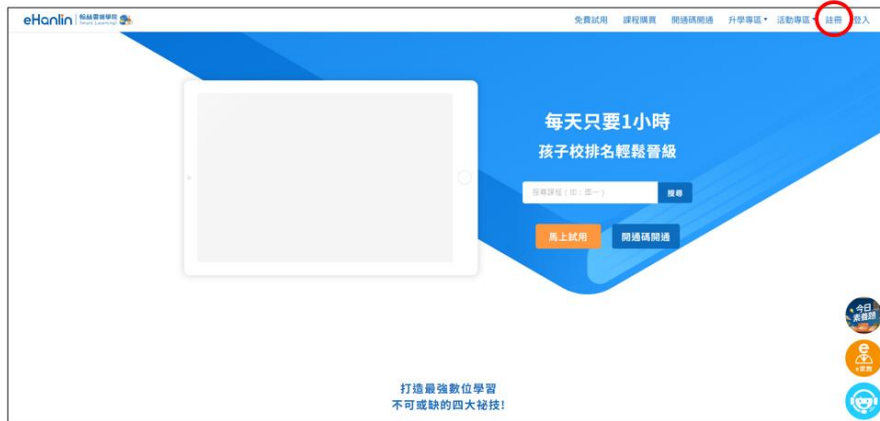 eHanlin 翰林雲端學院
Smart Learning!
免費試用 課程購買 開通碼開通 升學專區 活動專區 註冊 登入
每天只要1小時
孩子校排名輕鬆晉級
搜尋課程 ( 如 : 國一 ) 搜尋
馬上試用 開通碼開通
今日
素養題
e家教
打造最強數位學習
不可或缺的四大祕技!